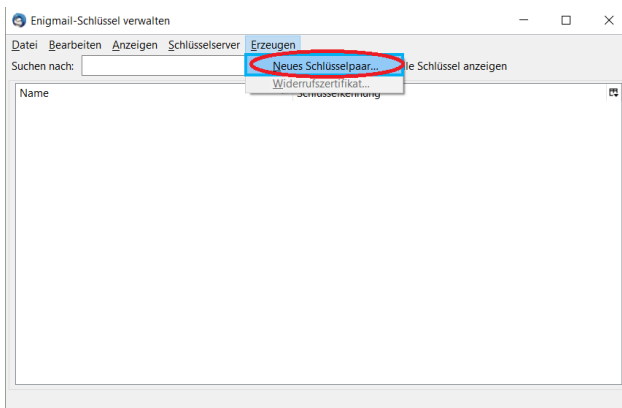 Enigmail-Schlüssel verwalten
Datei Bearbeiten Anzeigen Schlüsselserver Erzeugen
Suchen nach: Neues Schlüsselpaar... le Schlüssel anzeigen
Widerrufszertifikat...
Name Schlüsselkennung